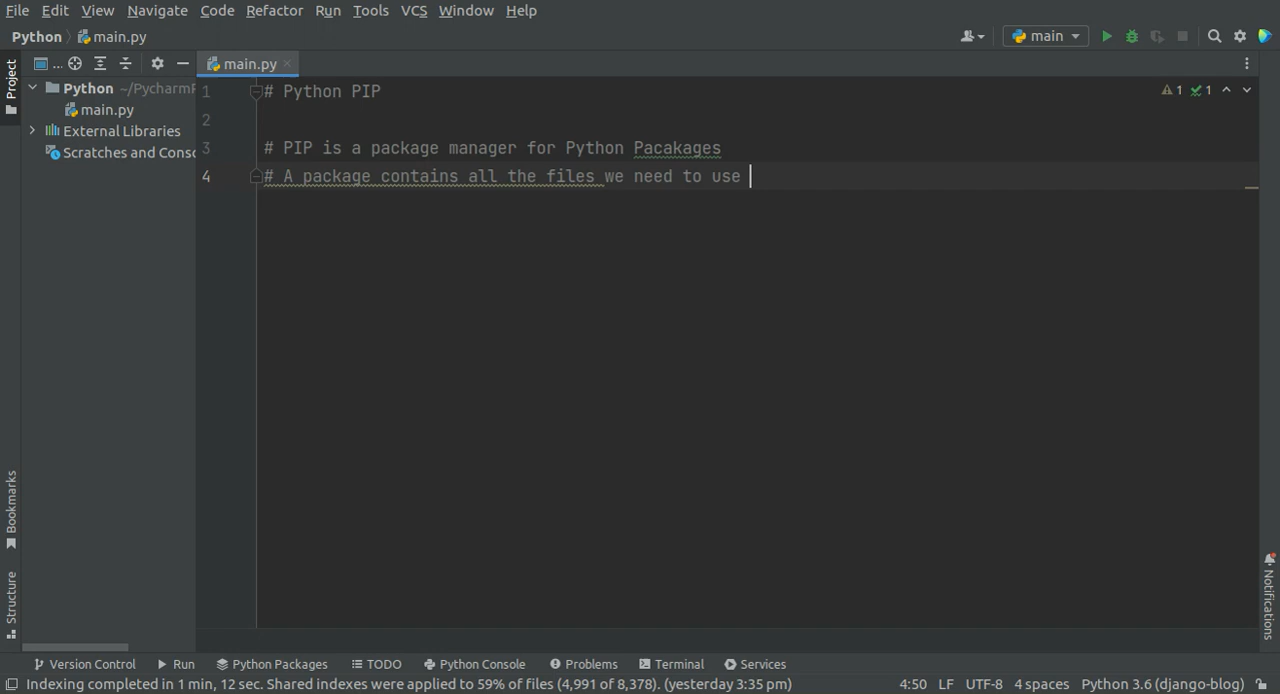 File Edit View Navigate Code Refactor Run Tools VCS Window Help
Python main.py main
Project ... main.py
Python ~/PycharmP
main.py
External Libraries
Scratches and Conso
1 # Python PIP
2
3 # PIP is a package manager for Python Pacakages
4 # A package contains all the files we need to use
1 1
Bookmarks
Structure
Notifications
Version Control Run Python Packages TODO Python Console Problems Terminal Services
Indexing completed in 1 min, 12 sec. Shared indexes were applied to 59% of files (4,991 of 8,378). (yesterday 3:35 pm) 4:50 LF UTF-8 4 spaces Python 3.6 (django-blog)